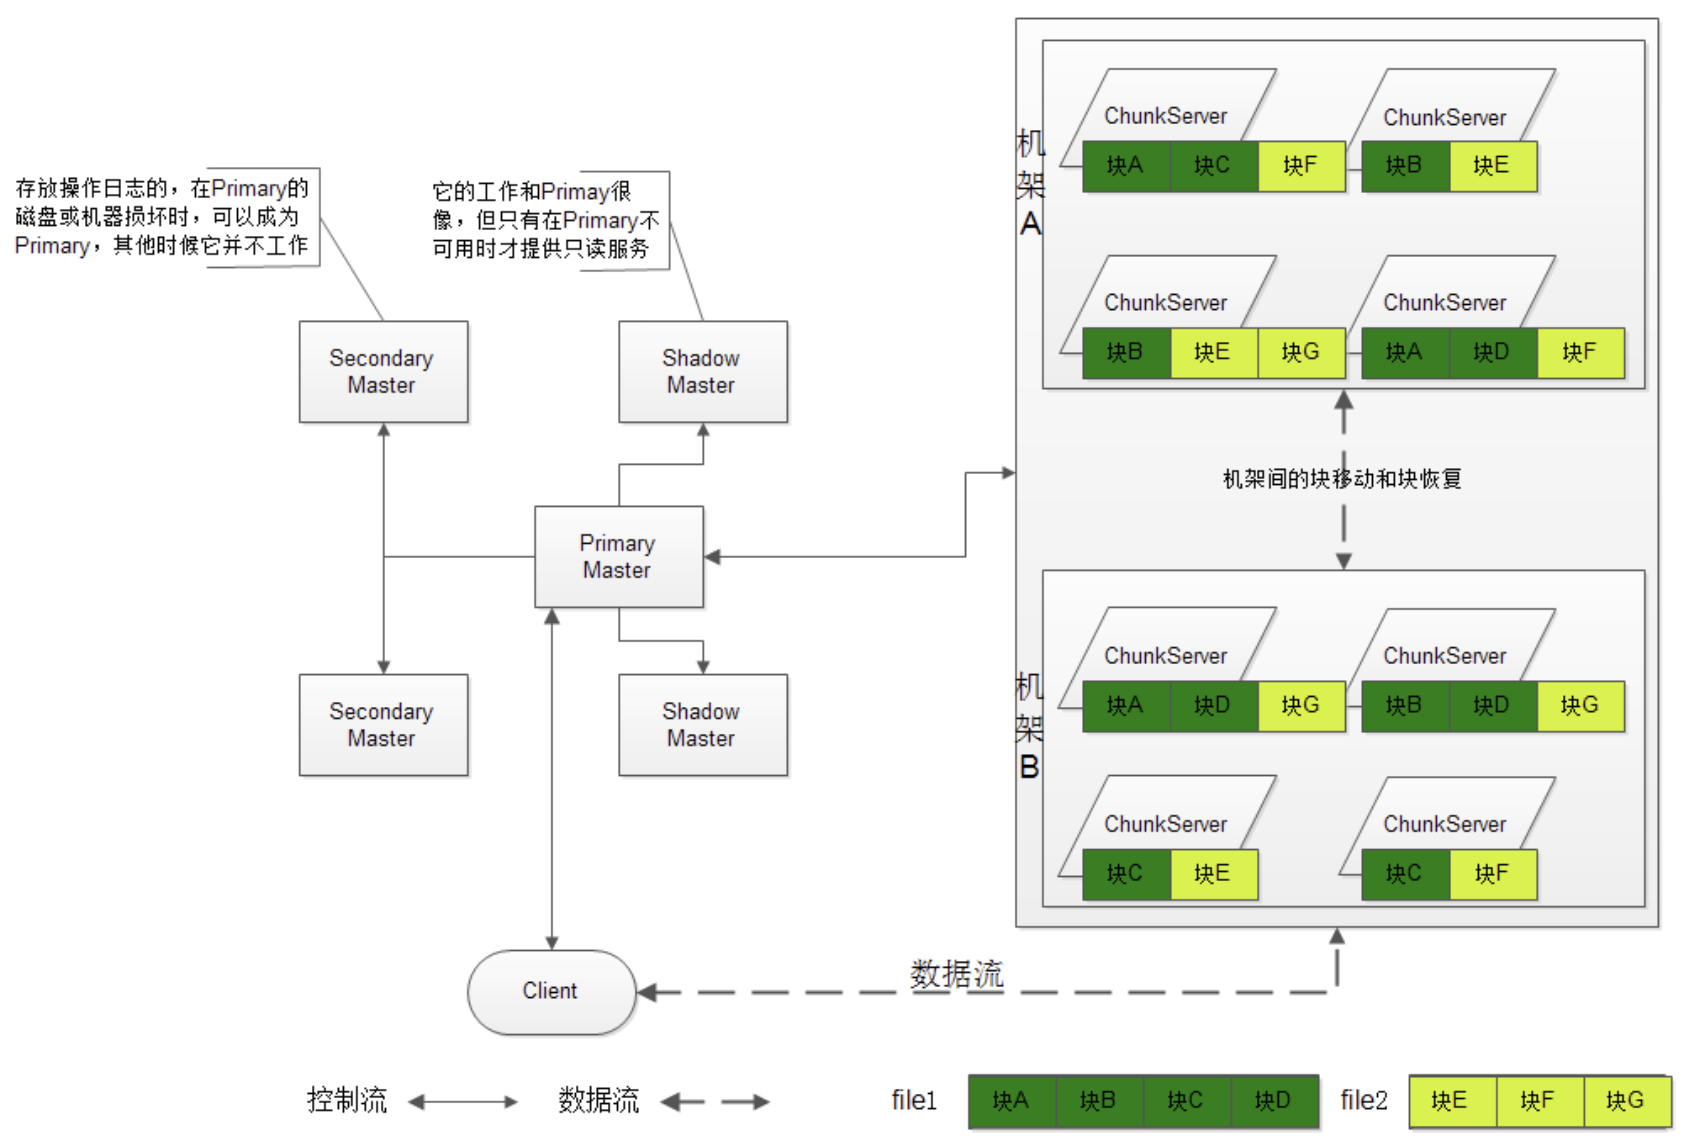 存放操作日志的，在Primary的
磁盘或机器损坏时，可以成为
Primary，其他时候它并不工作
它的工作和Primay很
像，但只有在Primary不
可用时才提供只读服务
Secondary
Master
Shadow
Master
Primary
Master
Secondary
Master
Shadow
Master
Client
机
架
A
ChunkServer
块A 块C 块F
ChunkServer
块B 块E
ChunkServer
块B 块E 块G
ChunkServer
块A 块D 块F
机架间的块移动和块恢复
机
架
B
ChunkServer
块A 块D 块G
ChunkServer
块B 块D 块G
ChunkServer
块C 块E
ChunkServer
块C 块F
数据流
控制流
数据流
file1 块A 块B 块C 块D
file2 块E 块F 块G